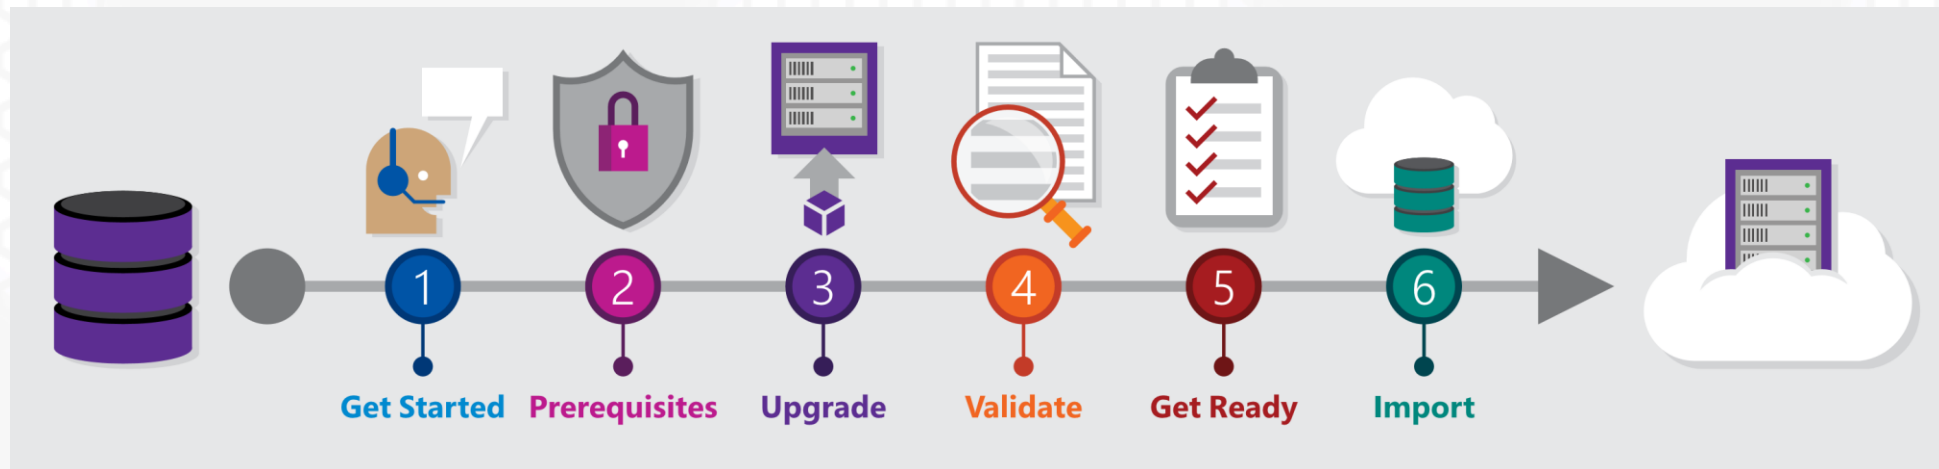 1
2
3
4
5
6
Get Started
Prerequisites
Upgrade
Validate
Get Ready
Import